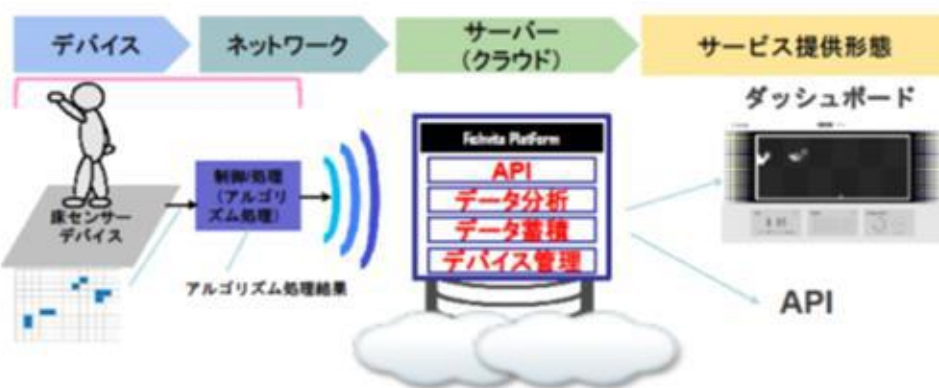 デバイス
ネットワーク
サーバー
（クラウド）
サービス提供形態
ダッシュボード
床センサー
デバイス
制御/処理
（アルゴリ
ズム処理）
アルゴリズム処理結果
Platform
API
データ分析
データ蓄積
デバイス管理
API